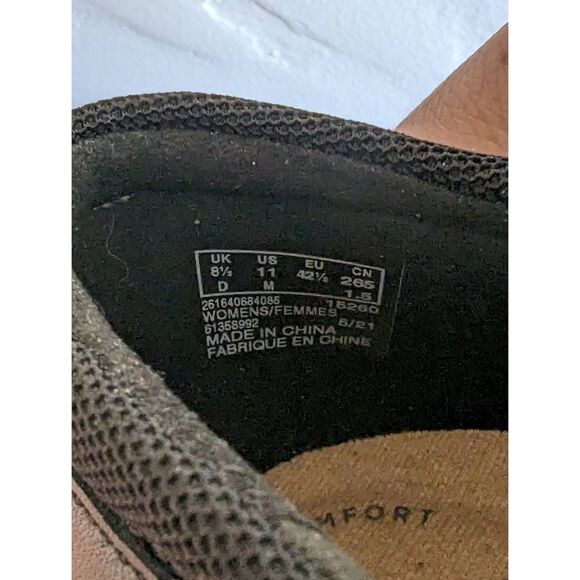 UK US EU CN
8½ 11 42½ 265
D M 1.5
261640684085 15260
WOMENS/FEMMES 5/21
61358992
MADE IN CHINA
FABRIQUE EN CHINE
MFORT